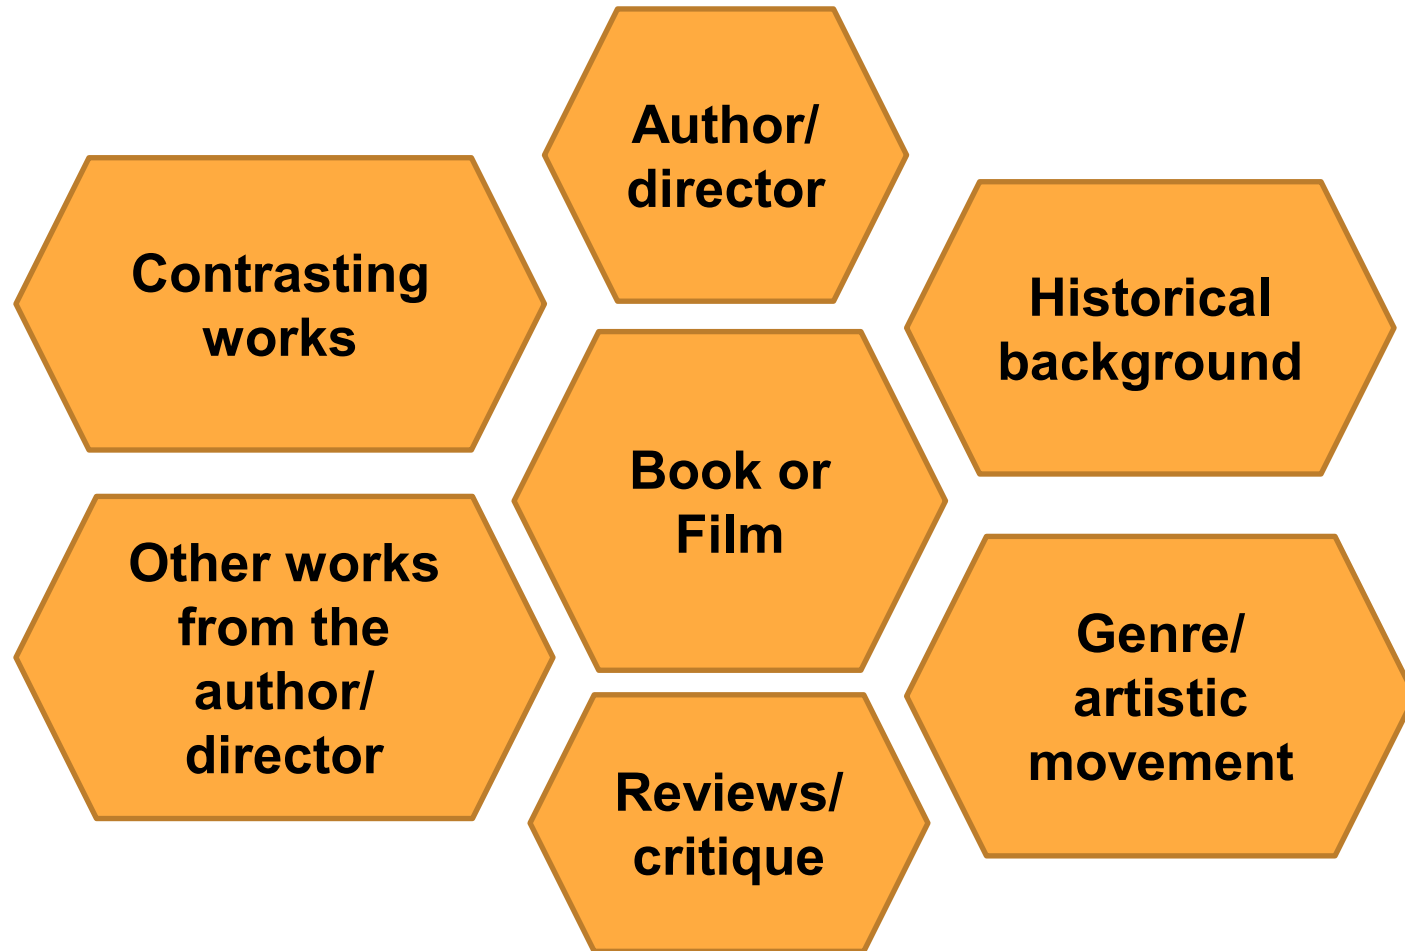 Author/
director
Contrasting
works
Historical
background
Book or
Film
Other works
from the
author/
director
Genre/
artistic
movement
Reviews/
critique